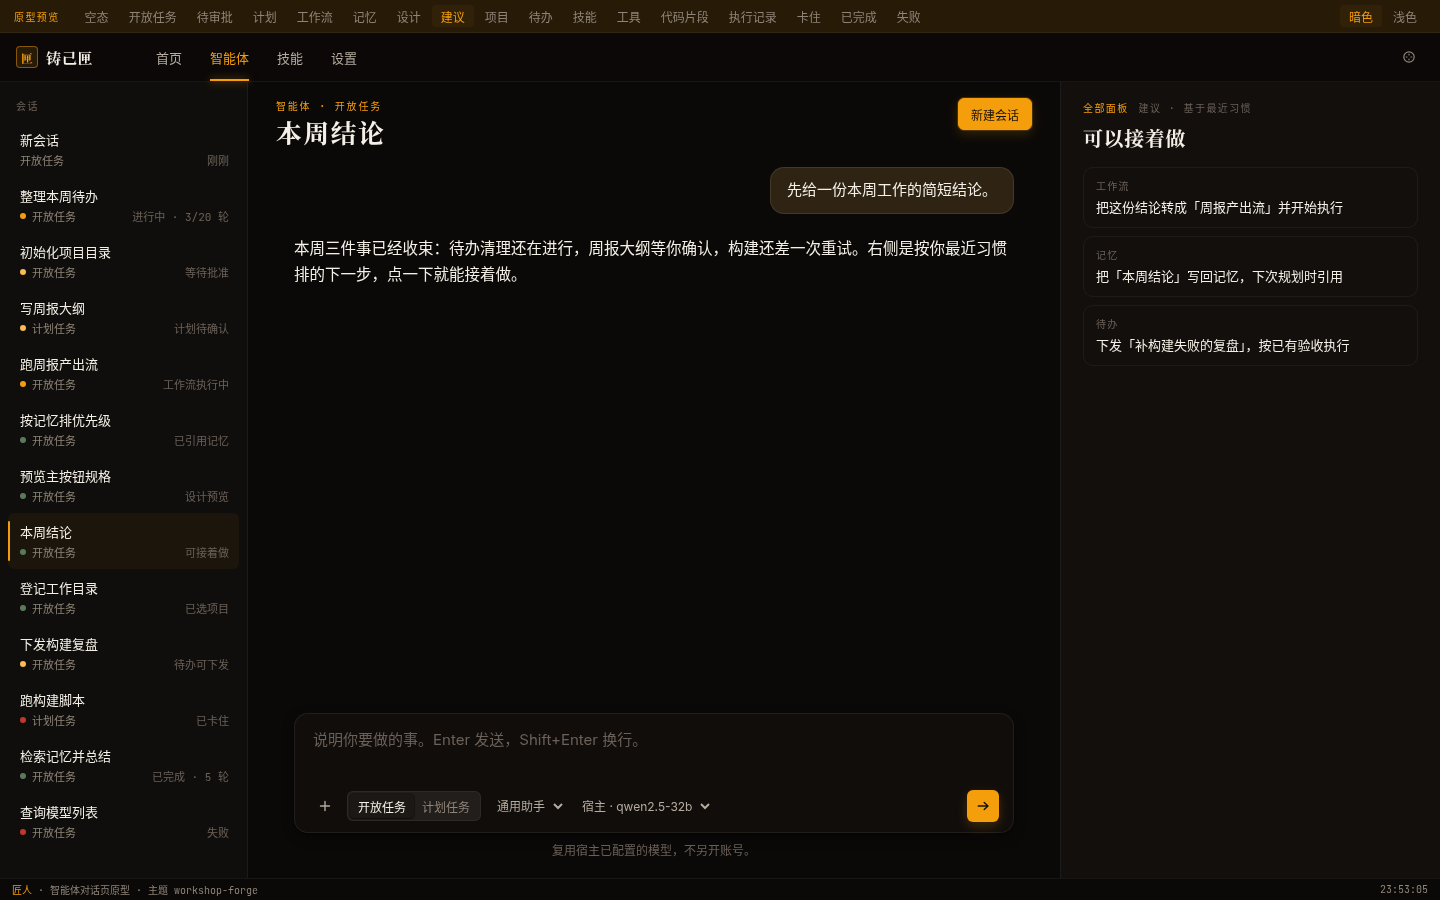 原型预览 空态 开放任务 待审批 计划 工作流 记忆 设计 建议 项目 待办 技能 工具 代码片段 执行记录 卡住 已完成 失败 暗色 浅色
匠 铸己匣 首页 智能体 技能 设置
会话
新会话
开放任务 刚刚
整理本周待办
开放任务 进行中 · 3/20 轮
初始化项目目录
开放任务 等待批准
写周报大纲
计划任务 计划待确认
跑周报产出流
开放任务 工作流执行中
按记忆排优先级
开放任务 已引用记忆
预览主按钮规格
开放任务 设计预览
本周结论
开放任务 可接着做
登记工作目录
开放任务 已选项目
下发构建复盘
开放任务 待办可下发
跑构建脚本
计划任务 已卡住
检索记忆并总结
开放任务 已完成 · 5 轮
查询模型列表
开放任务 失败
智能体 · 开放任务
本周结论
新建会话
先给一份本周工作的简短结论。
本周三件事已经收束：待办清理还在进行，周报大纲等你确认，构建还差一次重试。右侧是按你最近习惯
排的下一步，点一下就能接着做。
说明你要做的事。Enter 发送，Shift+Enter 换行。
+ 开放任务 计划任务 通用助手 宿主 · qwen2.5-32b →
复用宿主已配置的模型，不另开账号。
全部面板 建议 · 基于最近习惯
可以接着做
工作流
把这份结论转成「周报产出流」并开始执行
记忆
把「本周结论」写回记忆，下次规划时引用
待办
下发「补构建失败的复盘」，按已有验收执行
匠人 · 智能体对话页原型 · 主题 workshop-forge 23:53:05